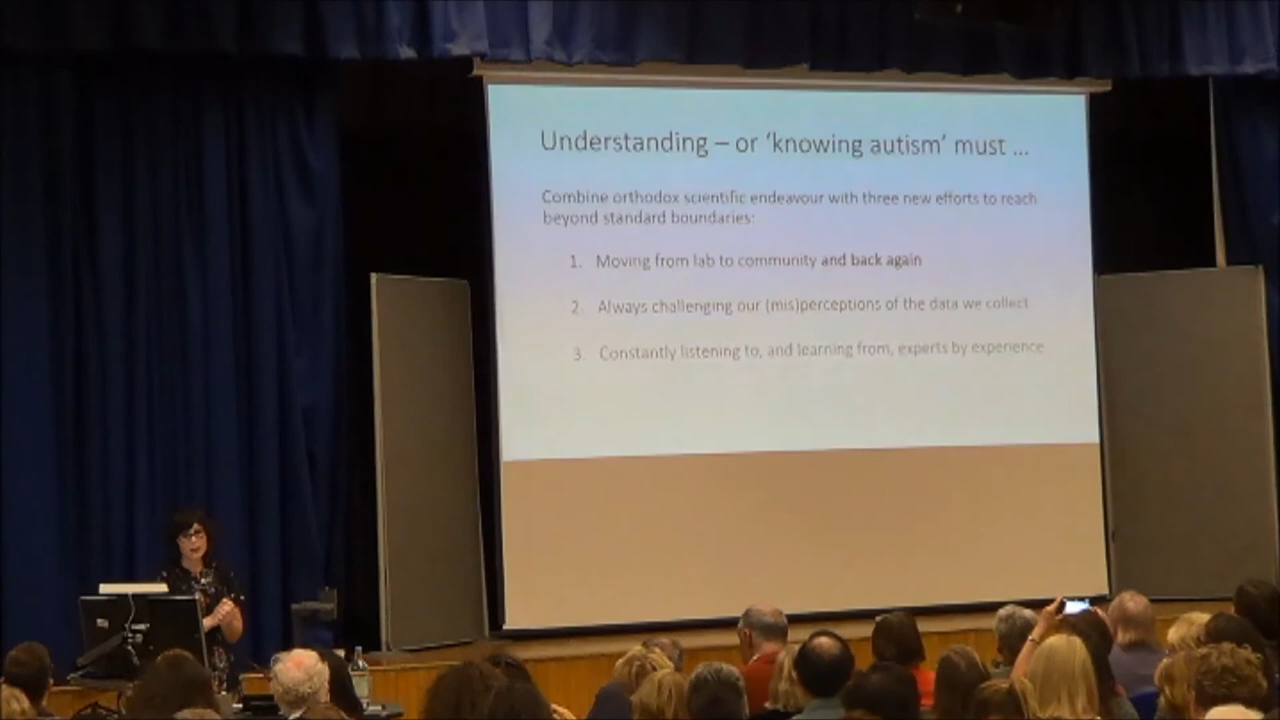 Understanding – or ‘knowing autism’ must ...
Combine orthodox scientific endeavour with three new efforts to reach
beyond standard boundaries:
1. Moving from lab to community and back again
2. Always challenging our (mis)perceptions of the data we collect
3. Constantly listening to, and learning from, experts by experience